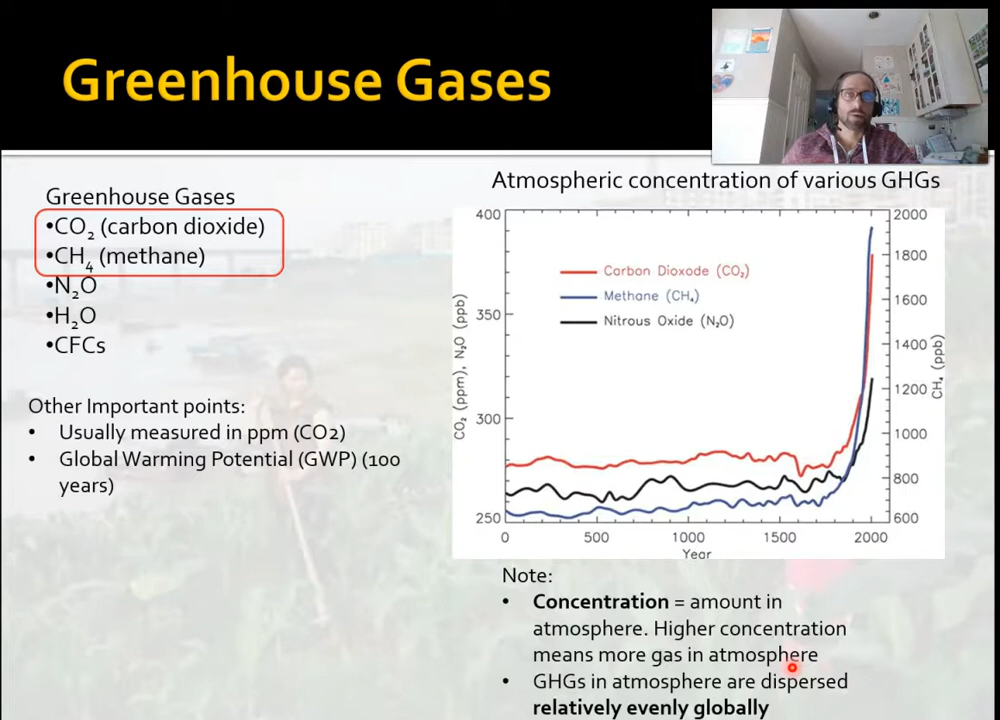 Greenhouse Gases
Greenhouse Gases
•CO₂ (carbon dioxide)
•CH₄ (methane)
•N₂O
•H₂O
•CFCs
Other Important points:
• Usually measured in ppm (CO2)
• Global Warming Potential (GWP) (100
years)
Atmospheric concentration of various GHGs
400
350
300
250
CO₂ (ppm), N₂O (ppb)
Carbon Dioxode (CO₂)
Methane (CH₄)
Nitrous Oxide (N₂O)
2000
1800
1600
1400
1200
1000
800
600
CH₄ (ppb)
0
500
1000
1500
2000
Year
Note:
• Concentration = amount in
atmosphere. Higher concentration
means more gas in atmosphere
• GHGs in atmosphere are dispersed
relatively evenly globally